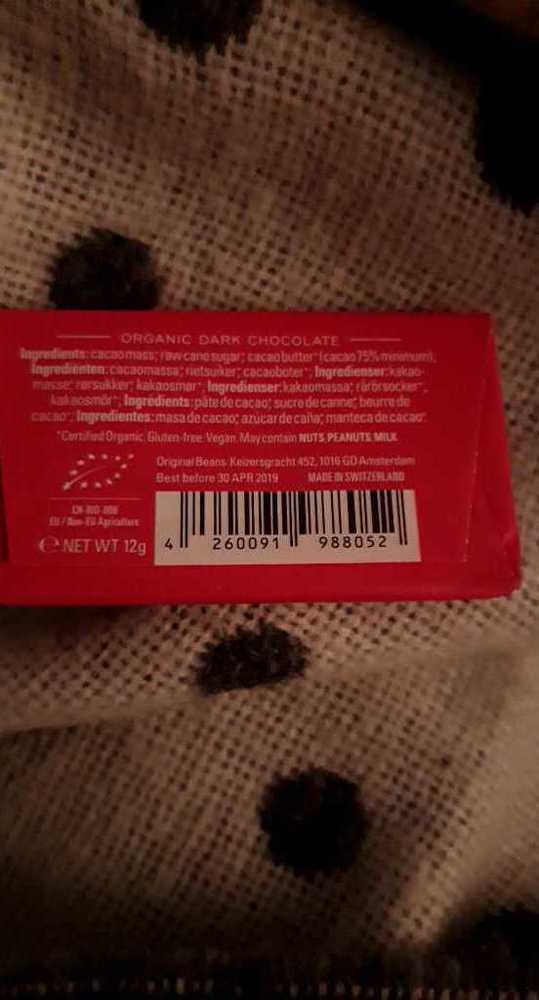 ORGANIC DARK CHOCOLATE
Ingredients: cacao mass*, raw cane sugar*, cacao butter* (cacao 75% minimum).
Ingrediënten: cacaomassa*, rietsuiker*, cacaoboter*. Ingredienser: kakao-
masse*, rørsukker*, kakaosmør*. Ingredienser: kakaomassa*, rörörsocker*,
kakaosmör*. Ingrédients: pâte de cacao*, sucre de canne*, beurre de
cacao*. Ingredientes: masa de cacao*, azúcar de caña*, manteca de cacao*.
*Certified Organic. Gluten-free. Vegan. May contain NUTS, PEANUTS, MILK.
Original Beans Keizersgracht 452, 1016 GD Amsterdam
Best before 30 APR 2019 MADE IN SWITZERLAND
EU / Non-EU Agriculture
e NET WT 12g
4 260091 988052